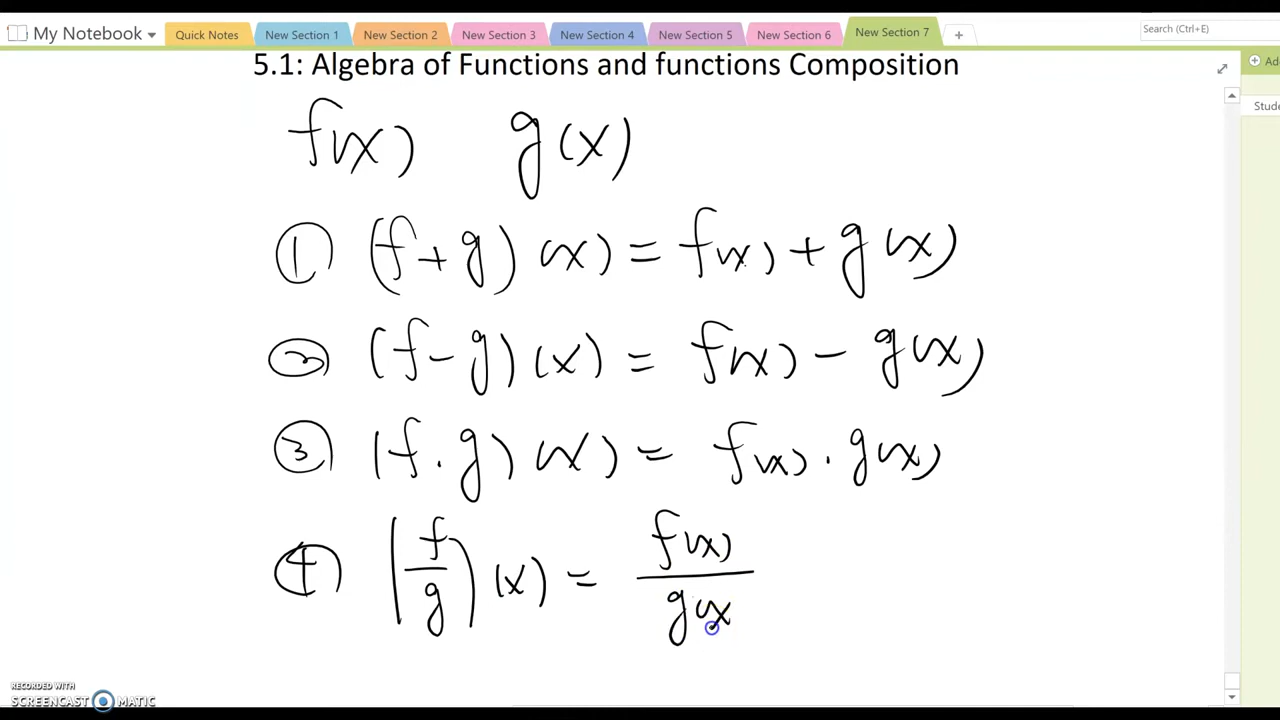 My Notebook
Quick Notes
New Section 1
New Section 2
New Section 3
New Section 4
New Section 5
New Section 6
New Section 7
Search (Ctrl+E)
5.1: Algebra of Functions and functions Composition
Ad
Stude
f(x) g(x)
① (f+g)(x) = f(x) + g(x)
② (f-g)(x) = f(x) - g(x)
③ (f·g)(x) = f(x) · g(x)
④ (f/g)(x) = f(x)/g(x
RECORDED WITH
SCREENCAST MATIC